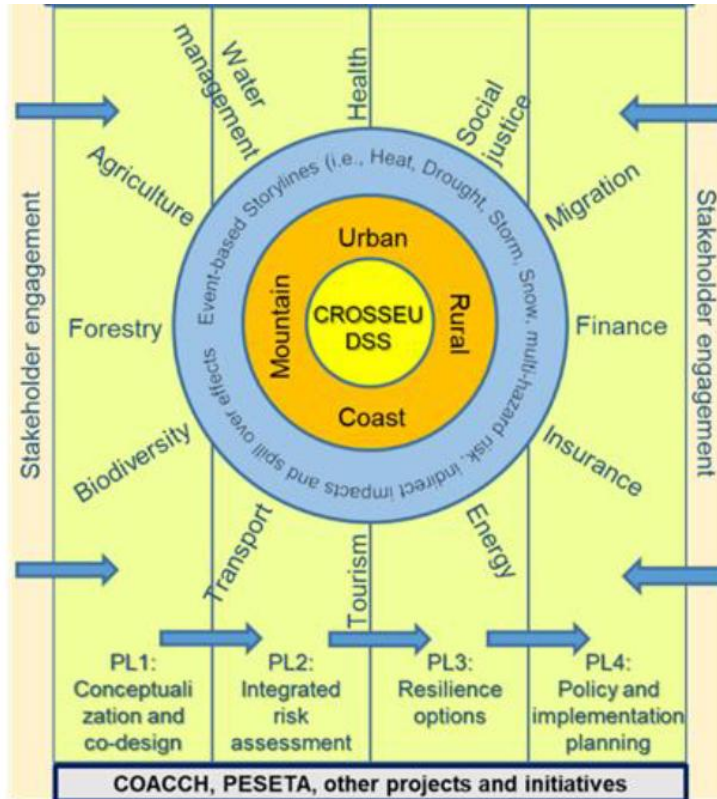 Water
management
Health
Social
justice
Agriculture
Migration
Stakeholder engagement
Stakeholder engagement
Event-based Storylines (i.e., Heat, Drought, Storm, Snow, multi-hazard risk, indirect impacts and spill over effects
Urban
Mountain
CROSSEU
DSS
Rural
Coast
Forestry
Finance
Biodiversity
Insurance
Transport
Tourism
Energy
PL1:
Conceptuali
zation and
co-design
PL2:
Integrated
risk
assessment
PL3:
Resilience
options
PL4:
Policy and
implementation
planning
COACCH, PESETA, other projects and initiatives